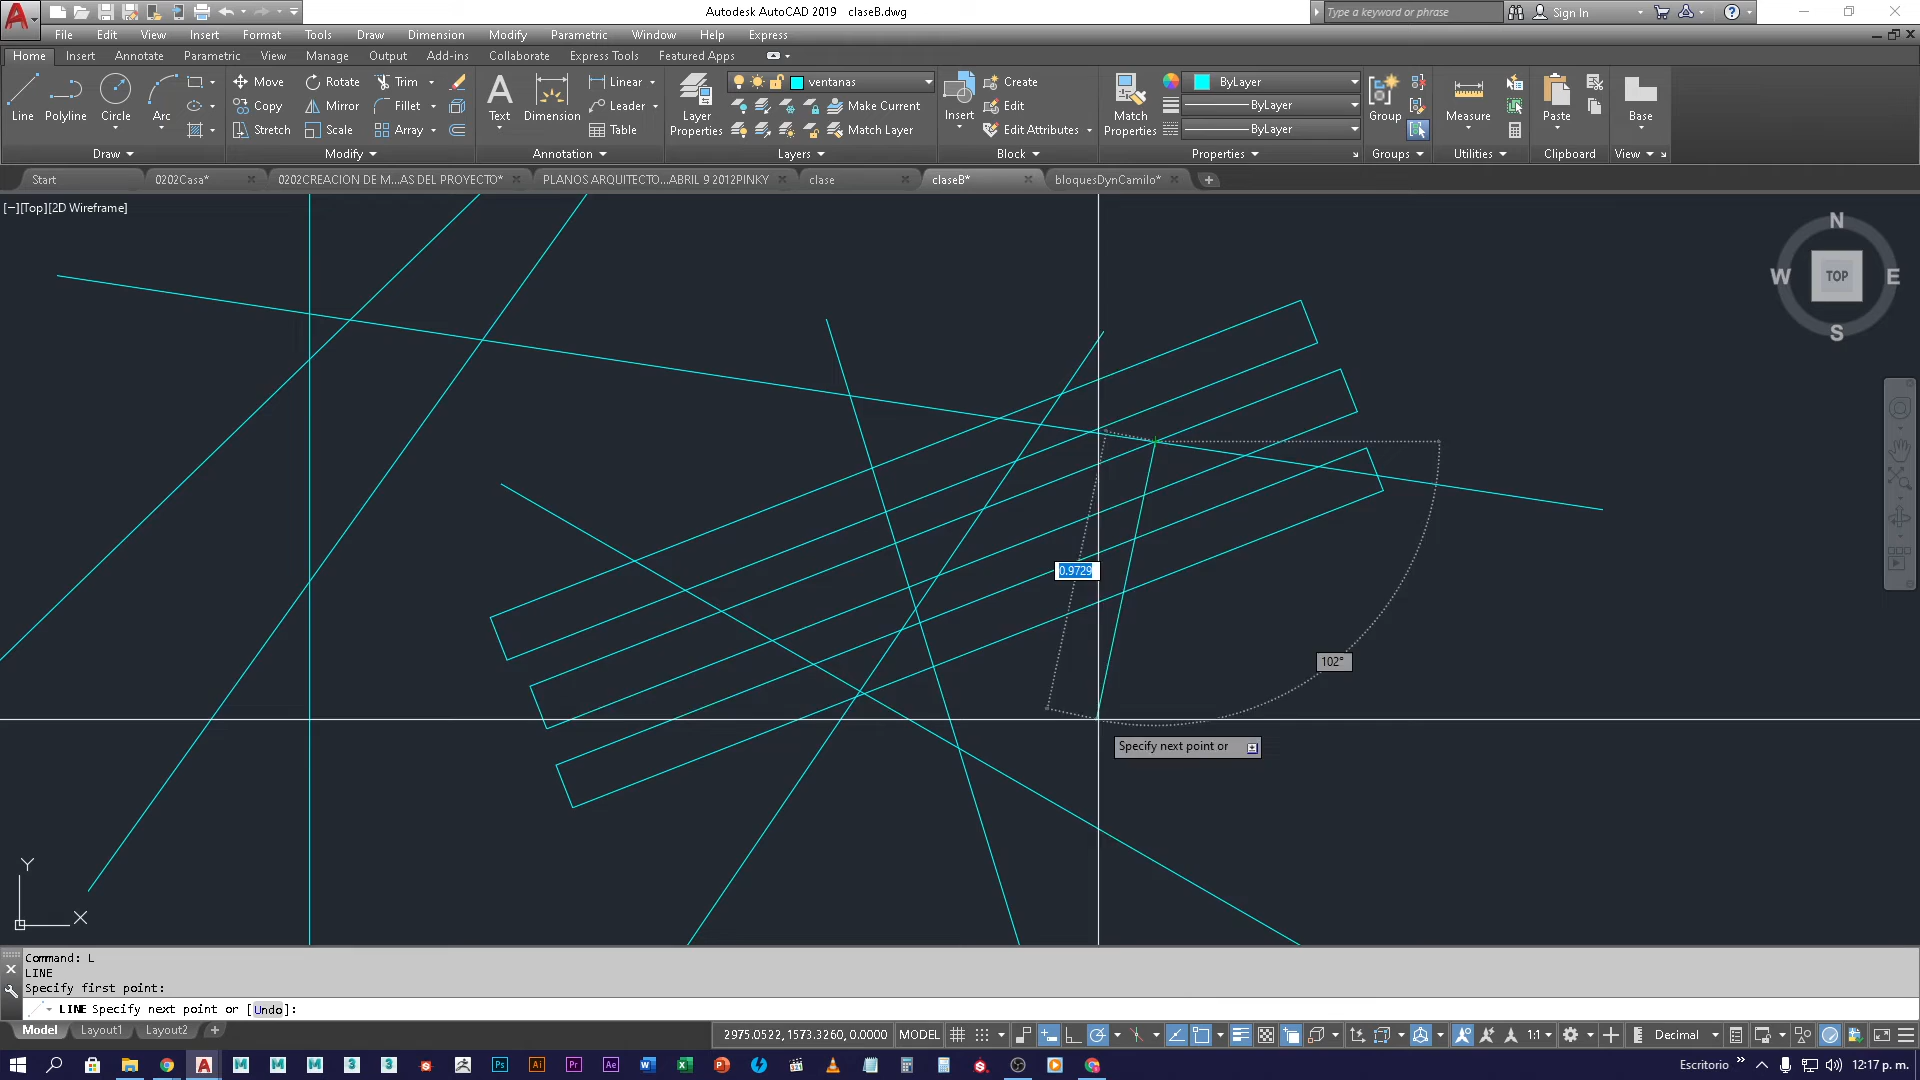 Autodesk AutoCAD 2019 claseB.dwg
Type a keyword or phrase
Sign In
File Edit View Insert Format Tools Draw Dimension Modify Parametric Window Help Express
Home Insert Annotate Parametric View Manage Output Add-ins Collaborate Express Tools Featured Apps
Line Polyline Circle Arc
Move Rotate Trim
Copy Mirror Fillet
Stretch Scale Array
Text Dimension
Linear
Leader
Table
Layer Properties
ventanas
Make Current
Match Layer
Insert
Create
Edit
Edit Attributes
Match Properties
ByLayer
ByLayer
ByLayer
Group
Measure
Paste
Base
Draw Modify Annotation Layers Block Properties Groups Utilities Clipboard View
Start 0202Casa* 0202CREACION DE M...AS DEL PROYECTO* PLANOS ARQUITECTO...ABRIL 9 2012PINKY clase claseB* bloquesDynCamilo*
[−][Top][2D Wireframe]
N
W TOP E
S
0.9729
102°
Specify next point or
Y
X
Command: L
LINE
Specify first point:
LINE Specify next point or [Undo]:
Model Layout1 Layout2
2975.0522, 1573.3260, 0.0000 MODEL 1:1 Decimal
A M M M 3 3 Ps Ai Pr Ae
Escritorio » 12:17 p. m.